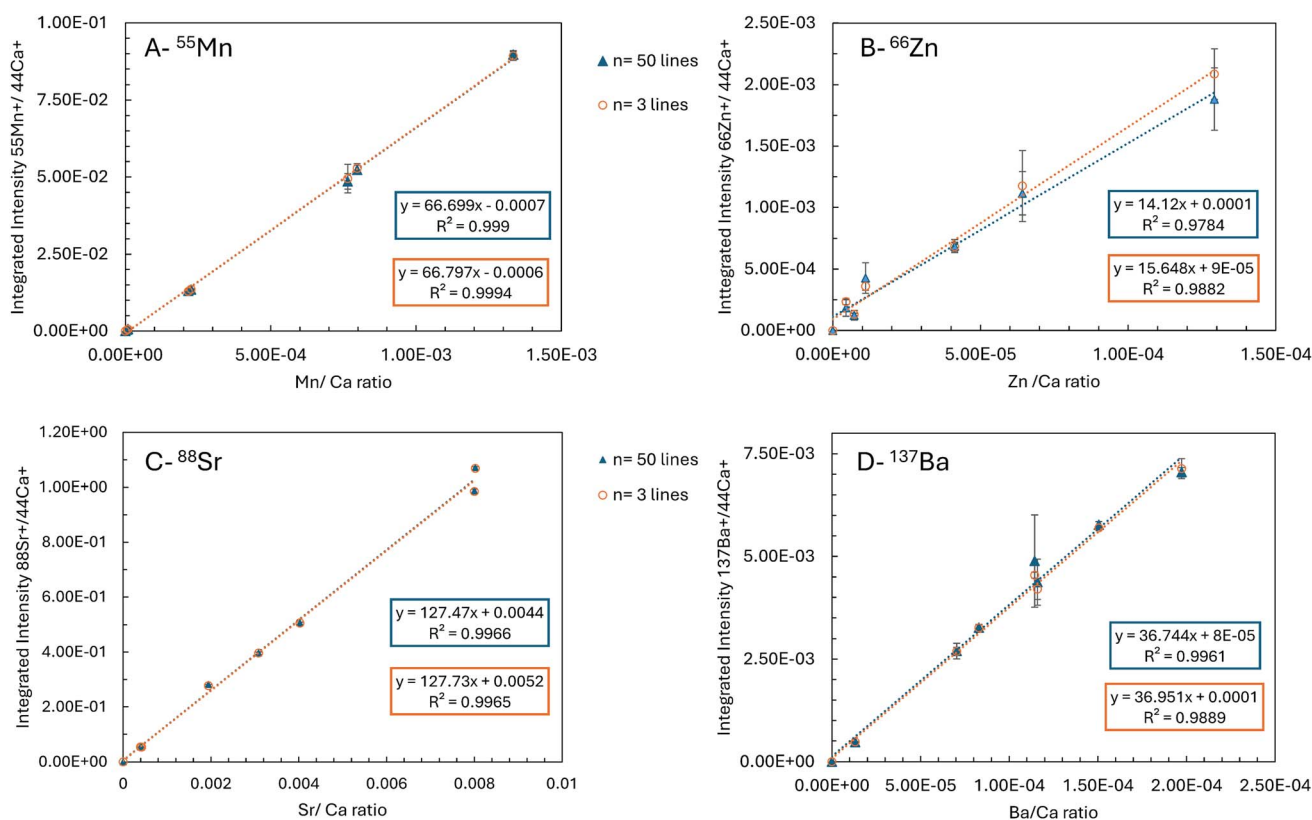 A- ⁵⁵Mn
Integrated Intensity 55Mn+/ 44Ca+
1.00E-01
7.50E-02
5.00E-02
2.50E-02
0.00E+00
0.00E+00 5.00E-04 1.00E-03 1.50E-03
Mn/ Ca ratio
y = 66.699x - 0.0007
R² = 0.999
y = 66.797x - 0.0006
R² = 0.9994
n= 50 lines
n= 3 lines
B- ⁶⁶Zn
Inttegrated Intensity 66Zn+/ 44Ca+
2.50E-03
2.00E-03
1.50E-03
1.00E-03
5.00E-04
0.00E+00
0.00E+00 5.00E-05 1.00E-04 1.50E-04
Zn /Ca ratio
y = 14.12x + 0.0001
R² = 0.9784
y = 15.648x + 9E-05
R² = 0.9882
C- ⁸⁸Sr
Integrated Intensity 88Sr+/44Ca+
1.20E+00
1.00E+00
8.00E-01
6.00E-01
4.00E-01
2.00E-01
0.00E+00
0 0.002 0.004 0.006 0.008 0.01
Sr/ Ca ratio
y = 127.47x + 0.0044
R² = 0.9966
y = 127.73x + 0.0052
R² = 0.9965
n= 50 lines
n= 3 lines
D- ¹³⁷Ba
Integrated Intensity 137Ba+/44Ca+
7.50E-03
5.00E-03
2.50E-03
0.00E+00
0.00E+00 5.00E-05 1.00E-04 1.50E-04 2.00E-04 2.50E-04
Ba/Ca ratio
y = 36.744x + 8E-05
R² = 0.9961
y = 36.951x + 0.0001
R² = 0.9889